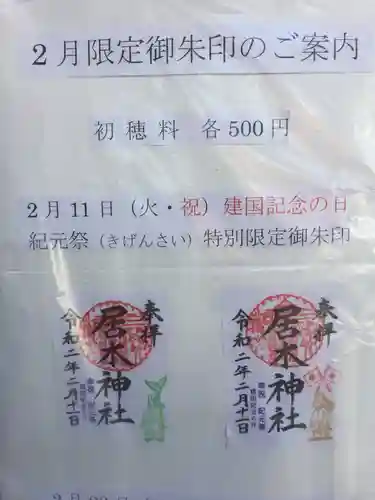 2月限定御朱印のご案内
初穂料 各500円
2月11日（火・祝）建国記念の日
紀元祭（きげんさい）特別限定御朱印
奉拝
居木神社
令和二年二月十一日
奉拝
居木神社
令和二年二月十一日